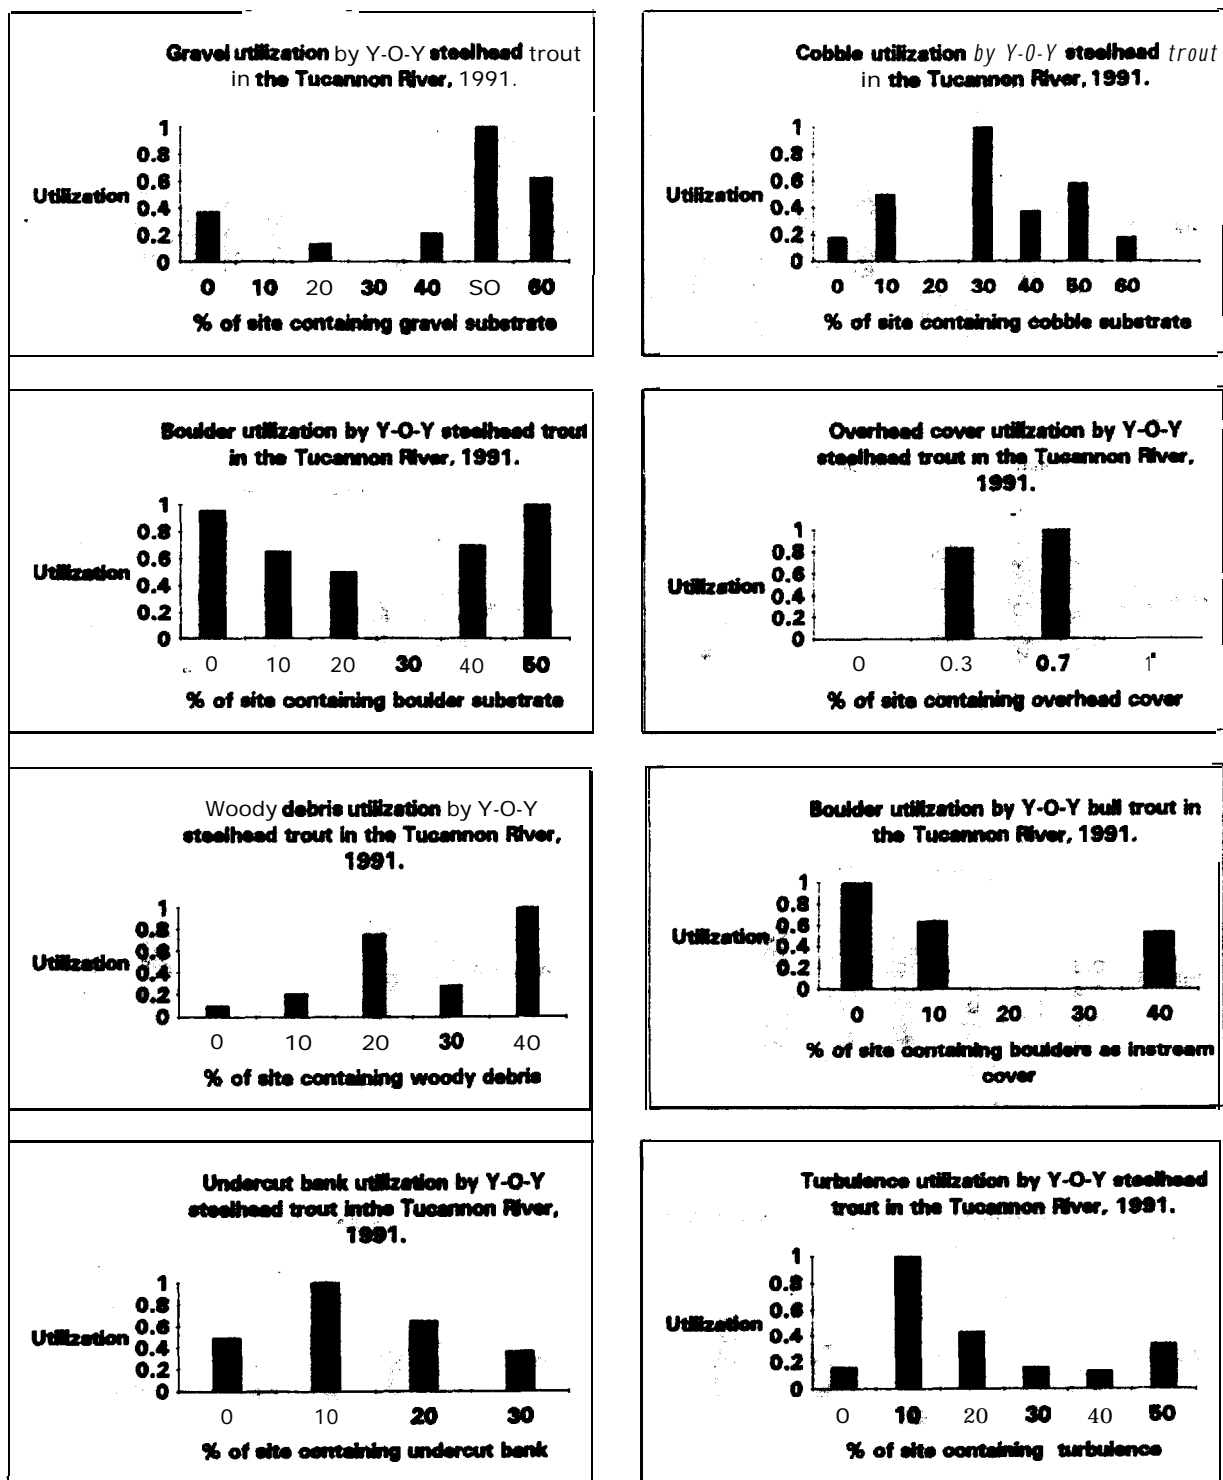 Gravel utilization by Y-O-Y steelhead trout
in the Tucannon River, 1991.
1
0.8
0.6
Utilization
0.4
0.2
0
0 10 20 30 40 SO 60
% of site containing gravel substrate
Cobble utilization by Y-O-Y steelhead trout
in the Tucannon River, 1991.
1
0.8
0.6
Utilization
0.4
0.2
0
0 10 20 30 40 50 60
% of site containing cobble substrate
Boulder utilization by Y-O-Y steelhead trout
in the Tucannon River, 1991.
1
0.8
0.6
Utilization
0.4
0.2
0
0 10 20 30 40 50
% of site containing boulder substrate
Overhead cover utilization by Y-O-Y
steelhead trout in the Tucannon River,
1991.
1
0.8
0.6
Utilization
0.4
0.2
0
0 0.3 0.7 1
% of site containing overhead cover
Woody debris utilization by Y-O-Y
steelhead trout in the Tucannon River,
1991.
1
0.8
0.6
Utilization
0.4
0.2
0
0 10 20 30 40
% of site containing woody debris
Boulder utilization by Y-O-Y bull trout in
the Tucannon River, 1991.
1
0.8
0.6
Utilization
0.4
0.2
0
0 10 20 30 40
% of site containing boulders as instream
cover
Undercut bank utilization by Y-O-Y
steelhead trout inthe Tucannon River,
1991.
1
0.8
0.6
Utilization
0.4
0.2
0
0 10 20 30
% of site containing undercut bank
Turbulence utilization by Y-O-Y steelhead
trout in the Tucannon River, 1991.
1
0.8
0.6
Utilization
0.4
0.2
0
0 10 20 30 40 50
% of site containing turbulence